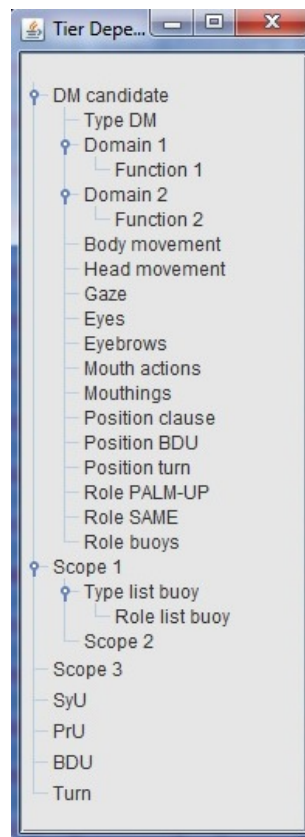 Tier Depe...
DM candidate
Type DM
Domain 1
Function 1
Domain 2
Function 2
Body movement
Head movement
Gaze
Eyes
Eyebrows
Mouth actions
Mouthings
Position clause
Position BDU
Position turn
Role PALM-UP
Role SAME
Role buoys
Scope 1
Type list buoy
Role list buoy
Scope 2
Scope 3
SyU
PrU
BDU
Turn